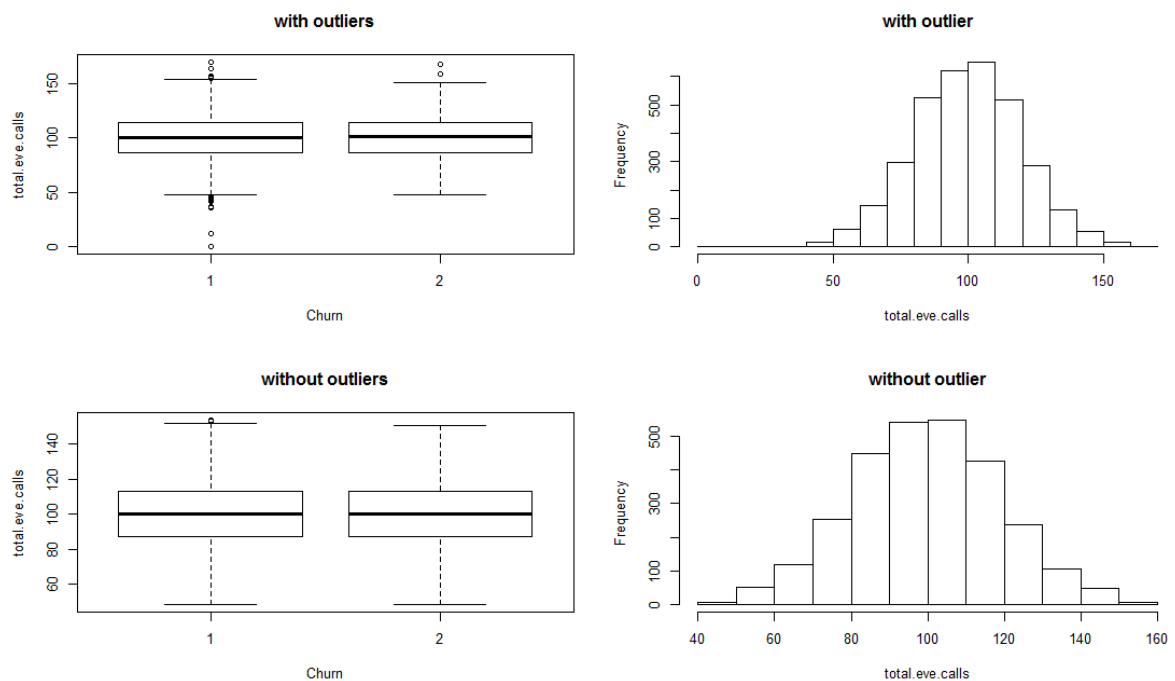 with outliers
total.eve.calls
0 50 100 150
1 2
Churn
with outlier
Frequency
0 100 300 500
0 50 100 150
total.eve.calls
without outliers
total.eve.calls
60 80 100 120 140
1 2
Churn
without outlier
Frequency
0 100 300 500
40 60 80 100 120 140 160
total.eve.calls